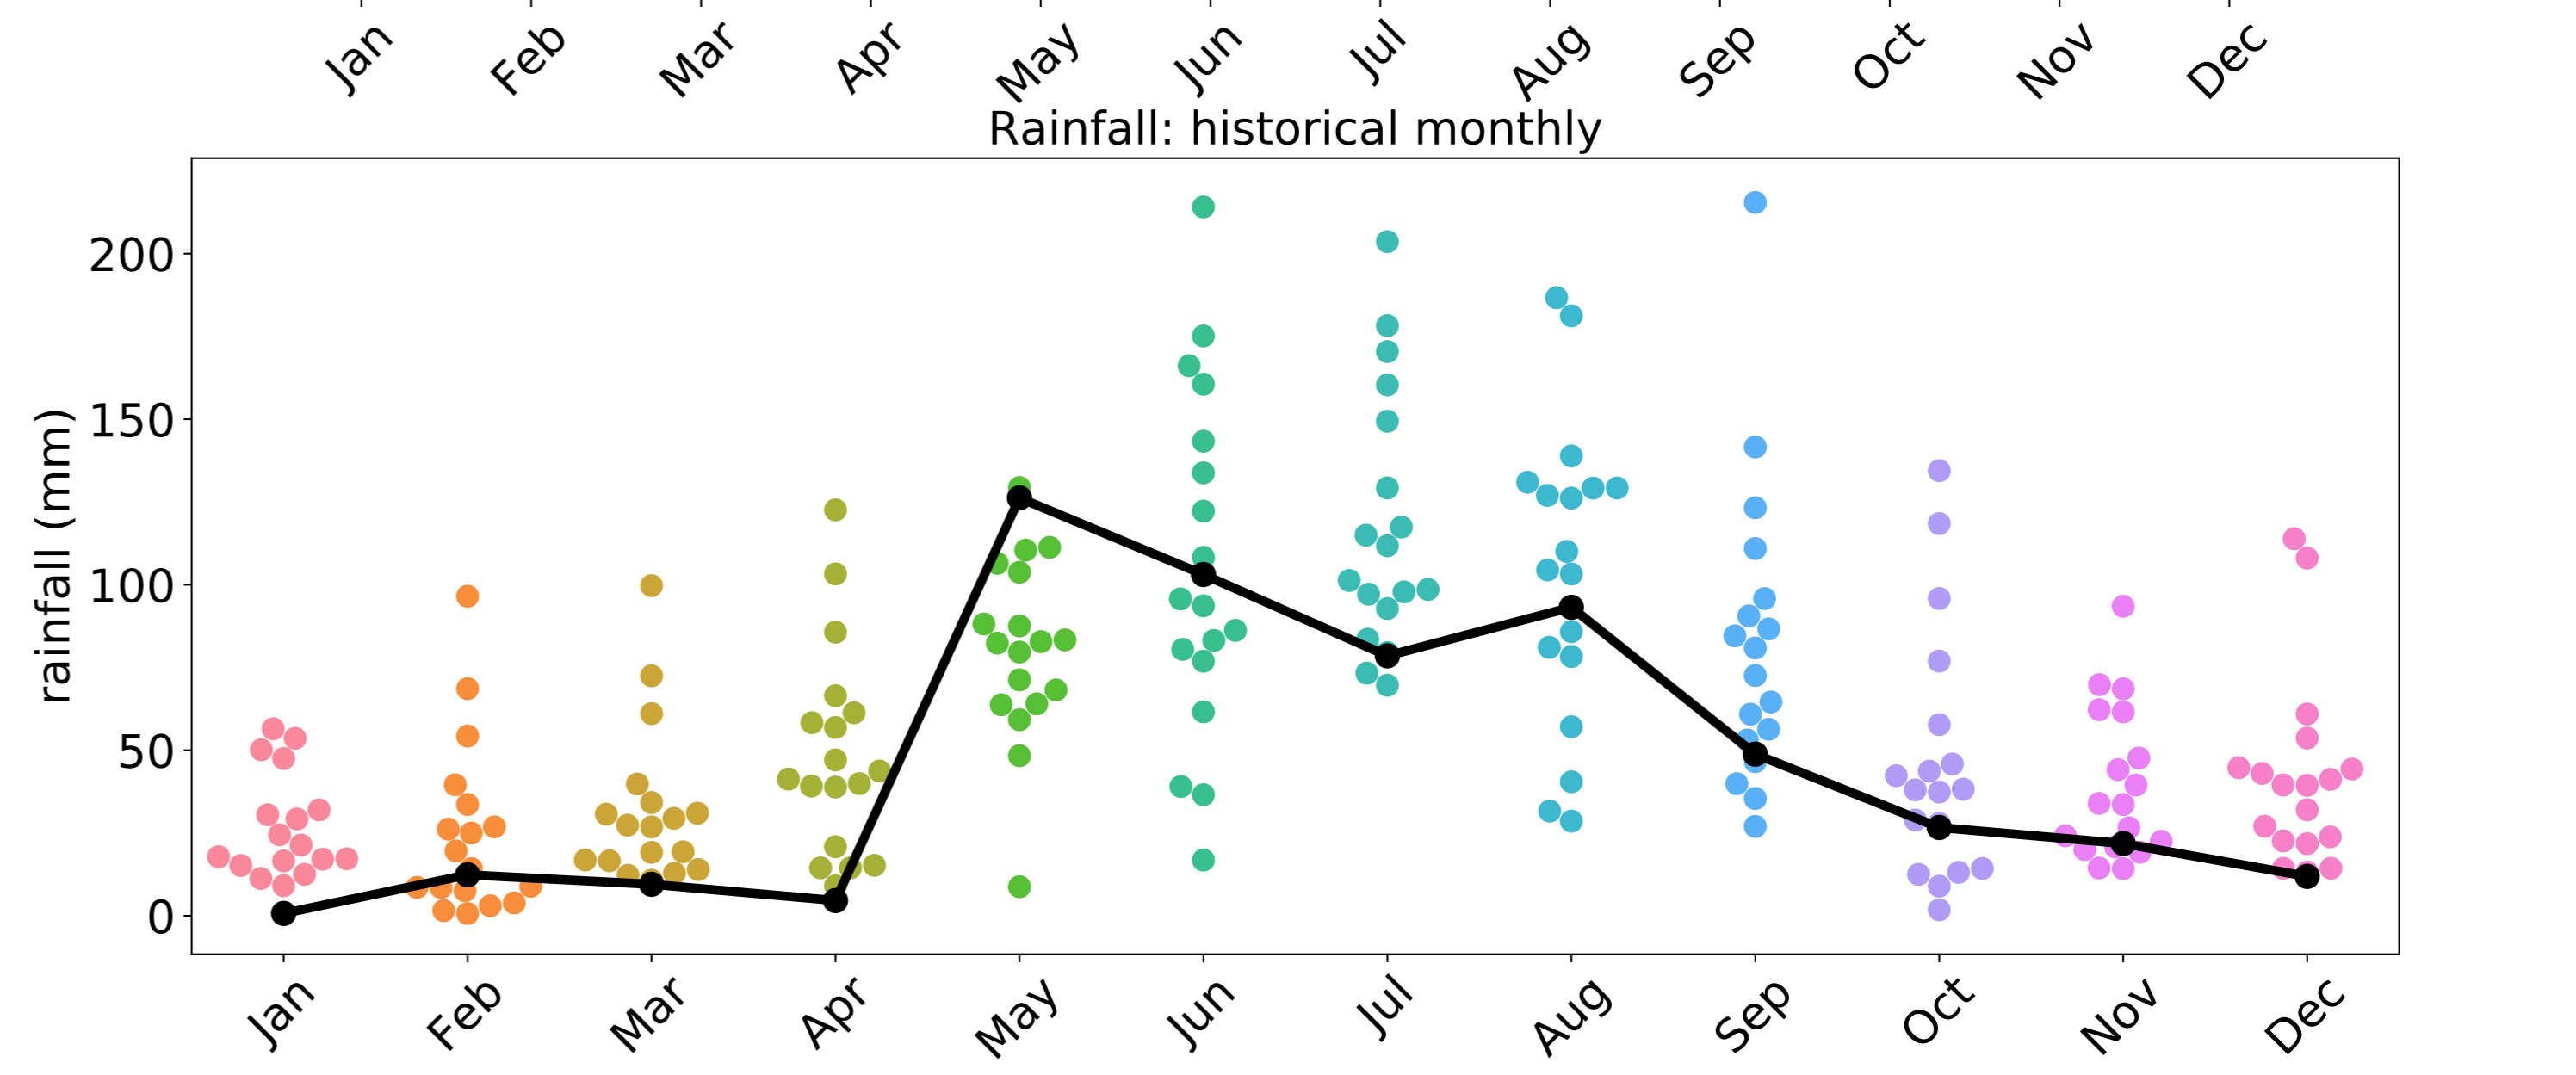 Jan Feb Mar Apr May Jun Jul Aug Sep Oct Nov Dec
Rainfall: historical monthly
rainfall (mm)
200
150
100
50
0
Jan Feb Mar Apr May Jun Jul Aug Sep Oct Nov Dec